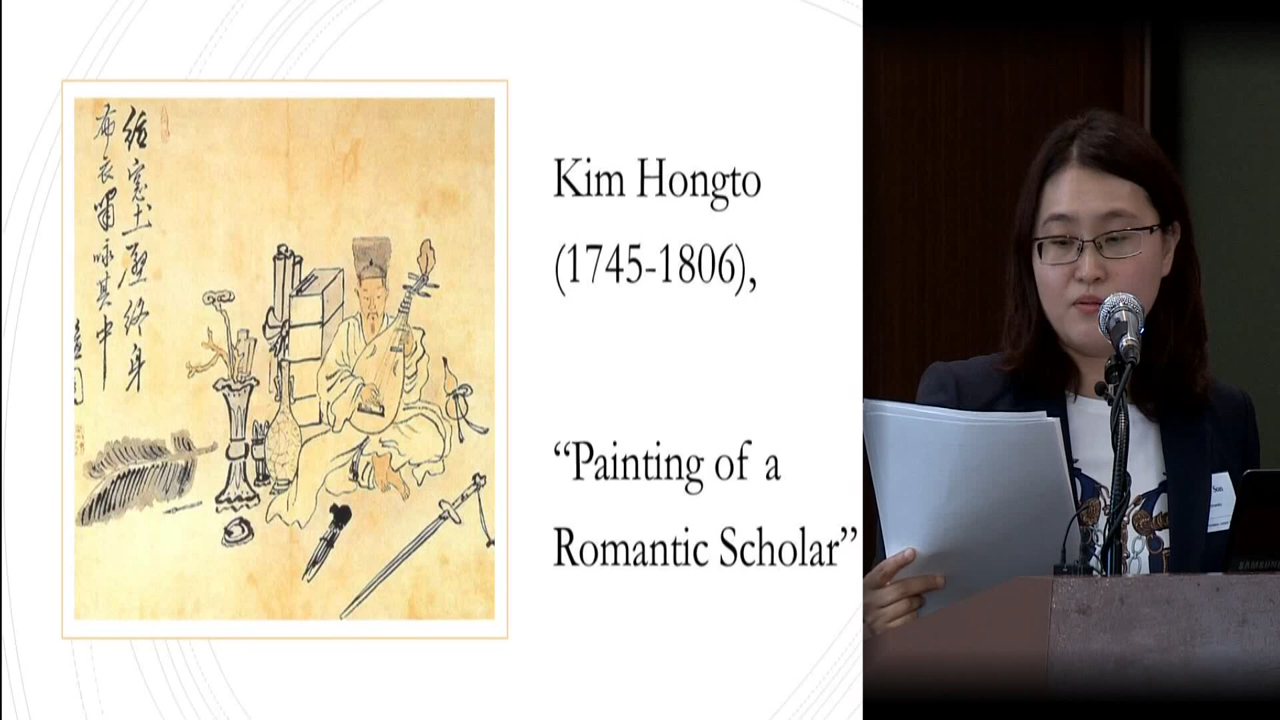 紙窓土壁終身
布衣嘯咏其中
Kim Hongto
(1745-1806),
“Painting of a
Romantic Scholar”
SAMSUNG